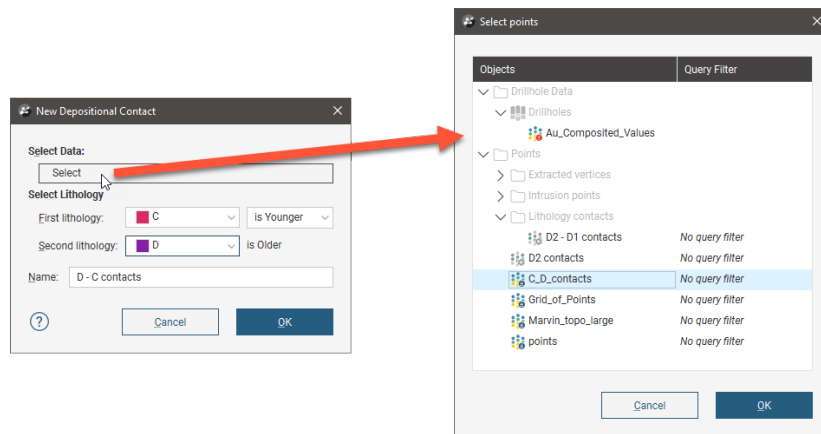 New Depositional Contact
Select Data:
Select
Select Lithology
First lithology: C is Younger
Second lithology: D is Older
Name: D - C contacts
? Cancel OK
Select points
Objects Query Filter
Drillhole Data
Drillholes
Au_Composited_Values
Points
Extracted vertices
Intrusion points
Lithology contacts
D2 - D1 contacts No query filter
D2 contacts No query filter
C_D_contacts No query filter
Grid_of_Points No query filter
Marvin_topo_large No query filter
points No query filter
Cancel OK